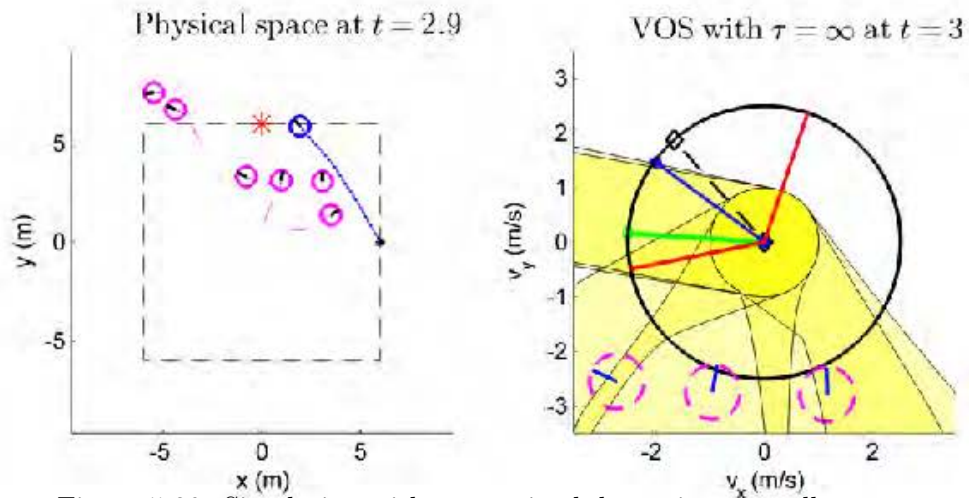 Physical space at t = 2.9
VOS with τ = ∞ at t = 3
5
0
-5
y (m)
-5
0
5
x (m)
3
2
1
0
-1
-2
-3
v_y (m/s)
-2
0
2
v_x (m/s)